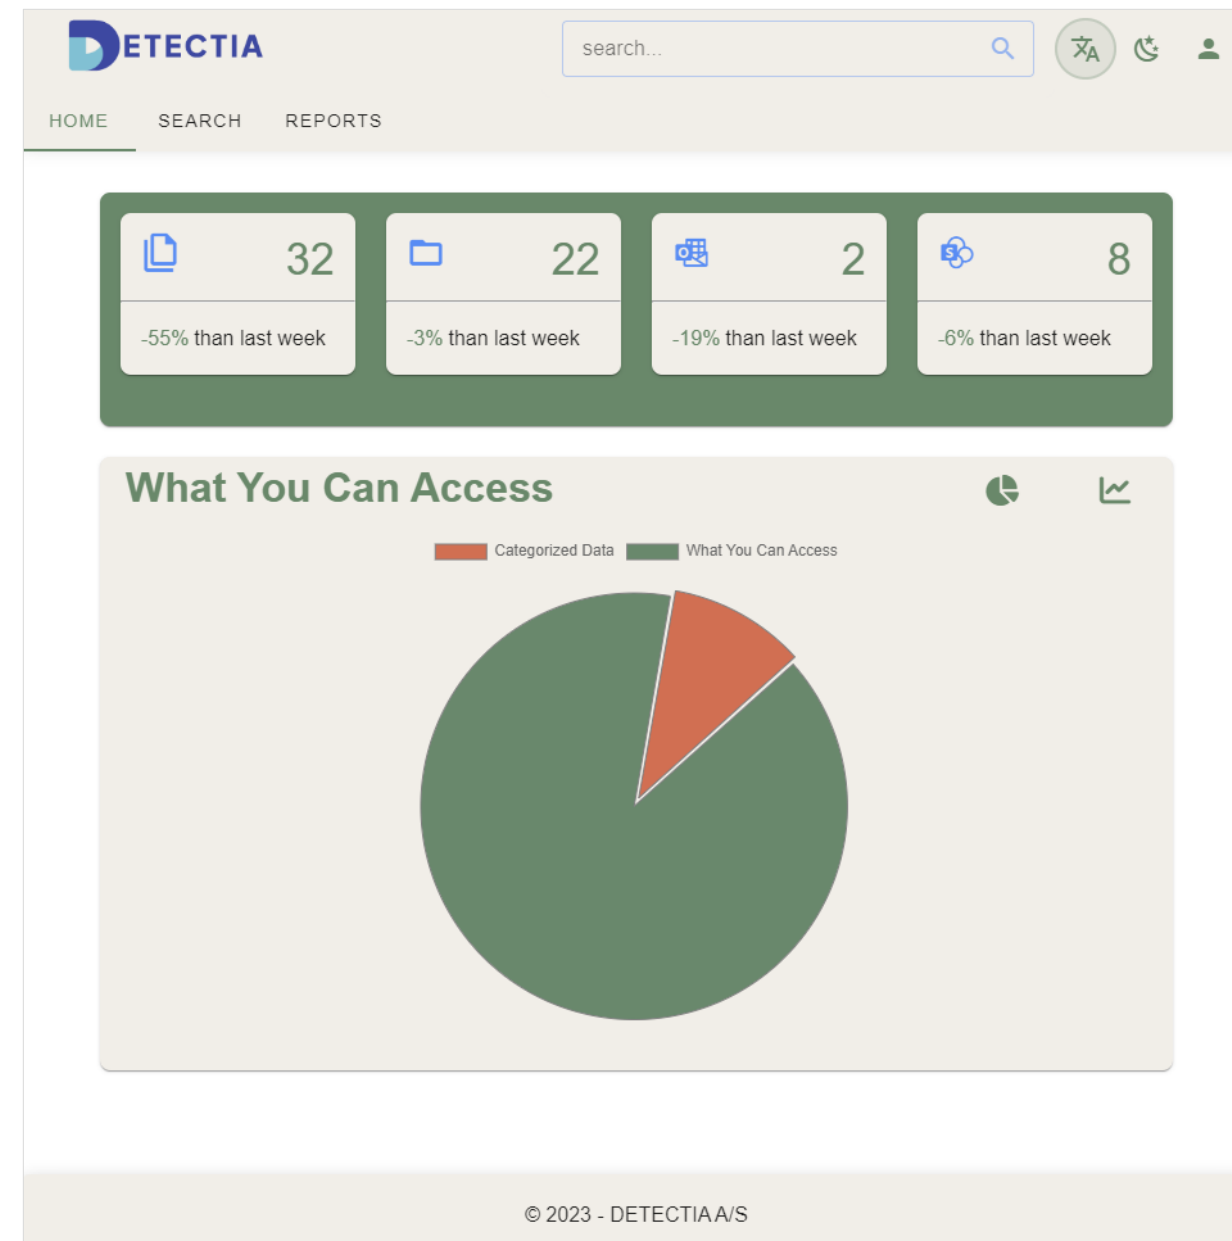 DETECTIA
search...
HOME SEARCH REPORTS
32 22 2 8
-55% than last week -3% than last week -19% than last week -6% than last week
What You Can Access
Categorized Data What You Can Access
© 2023 - DETECTIA A/S